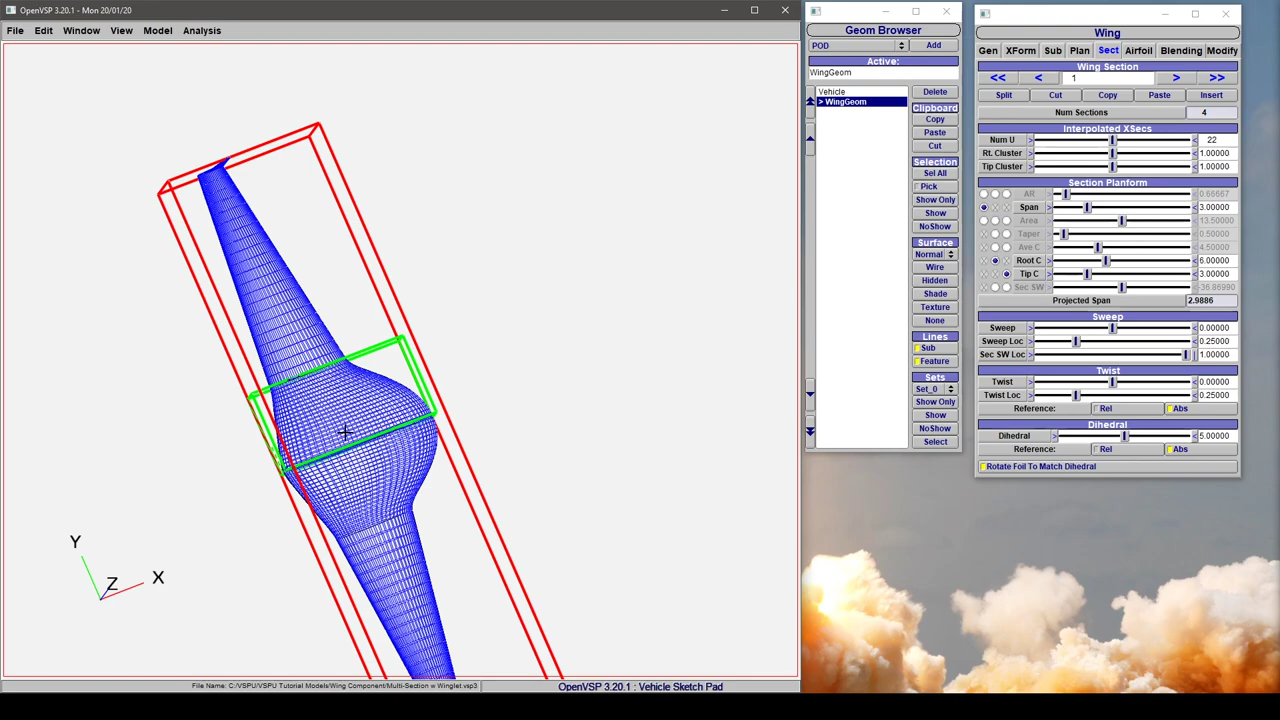 OpenVSP 3.20.1 - Mon 20/01/20
File Edit Window View Model Analysis
Y
Z X
File Name: C:/VSPU/VSPU Tutorial Models/Wing Component/Multi-Section w Winglet.vsp3
OpenVSP 3.20.1 : Vehicle Sketch Pad
Geom Browser
POD Add
Active:
WingGeom
Vehicle
> WingGeom
Delete
Clipboard
Copy
Paste
Cut
Selection
Sel All
Pick
Show Only
Show
NoShow
Surface
Normal
Wire
Hidden
Shade
Texture
None
Lines
Sub
Feature
Sets
Set_0
Show Only
Show
NoShow
Select
Wing
Gen XForm Sub Plan Sect Airfoil Blending Modify
Wing Section
<< < 1 > >>
Split Cut Copy Paste Insert
Num Sections 4
Interpolated XSecs
Num U > < 22
Rt. Cluster > < 1.00000
Tip Cluster > < 1.00000
Section Planform
AR > < 0.66667
Span > < 3.00000
Area > < 13.50000
Taper > < 0.50000
Ave C > < 4.50000
Root C > < 6.00000
Tip C > < 3.00000
Sec SW > < -36.86990
Projected Span 2.9886
Sweep
Sweep > < 0.00000
Sweep Loc > < 0.25000
Sec SW Loc > | 1.00000
Twist
Twist > < 0.00000
Twist Loc > < 0.25000
Reference: Rel Abs
Dihedral
Dihedral > < 5.00000
Reference: Rel Abs
Rotate Foil To Match Dihedral